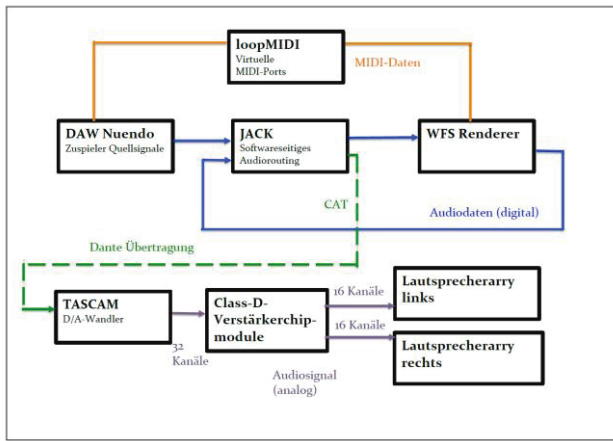 loopMIDI
Virtuelle
MIDI-Ports
MIDI-Daten
DAW Nuendo
Zuspieler Quellsignale
JACK
Softwareseitiges
Audiorouting
WFS Renderer
CAT
Audiodaten (digital)
Dante Übertragung
TASCAM
D/A-Wandler
32
Kanäle
Class-D-
Verstärkerchip-
module
16 Kanäle
16 Kanäle
Lautsprecherarry
links
Lautsprecherarry
rechts
Audiosignal
(analog)